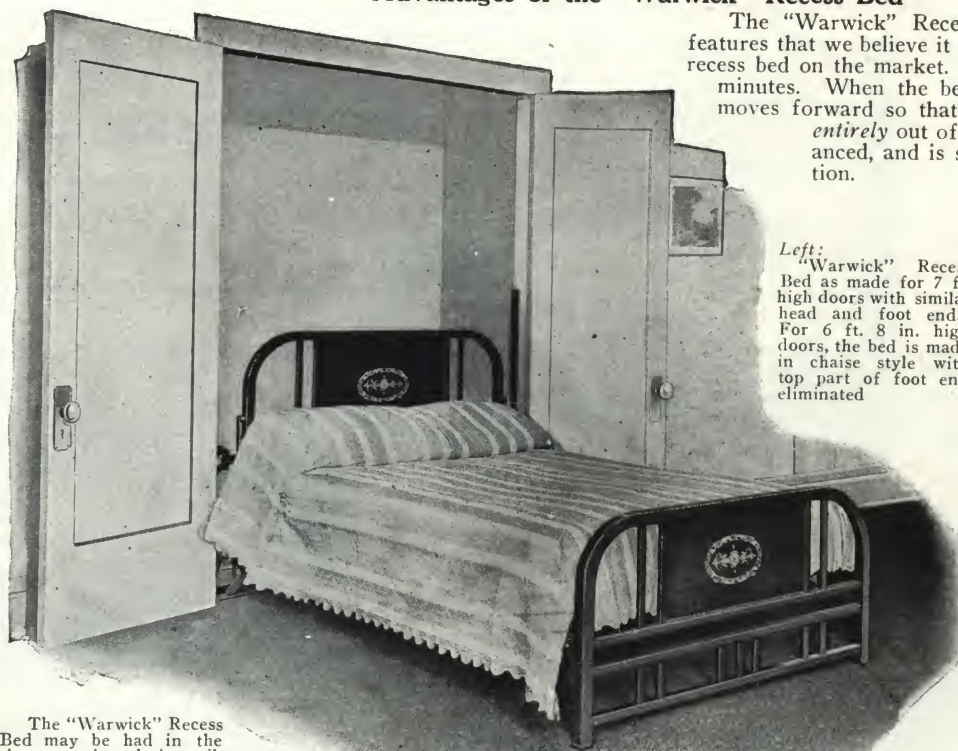 Advantages of the "Warwick" Recess Bed
The "Warwick" Rece
features that we believe it
recess bed on the market.
minutes. When the be
moves forward so that
entirely out of
anced, and is s
tion.
Left:
"Warwick" Reces
Bed as made for 7 f
high doors with simila
head and foot end
For 6 ft. 8 in. hig
doors, the bed is mad
in chaise style wit
top part of foot en
eliminated
The "Warwick" Recess
Bed may be had in the